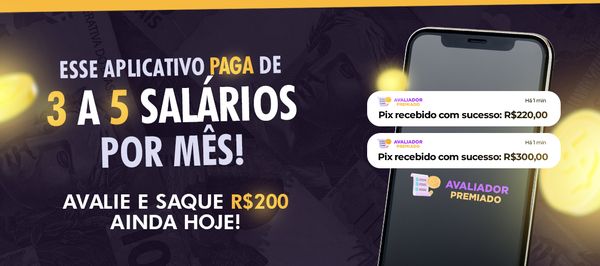 ESSE APLICATIVO PAGA DE
3 A 5 SALÁRIOS
POR MÊS!
AVALIE E SAQUE R$200
AINDA HOJE!
AVALIADOR
PREMIADO
Há 1 min
Pix recebido com sucesso: R$220,00
AVALIADOR
PREMIADO
Há 1 min
Pix recebido com sucesso: R$300,00
AVALIADOR
PREMIADO